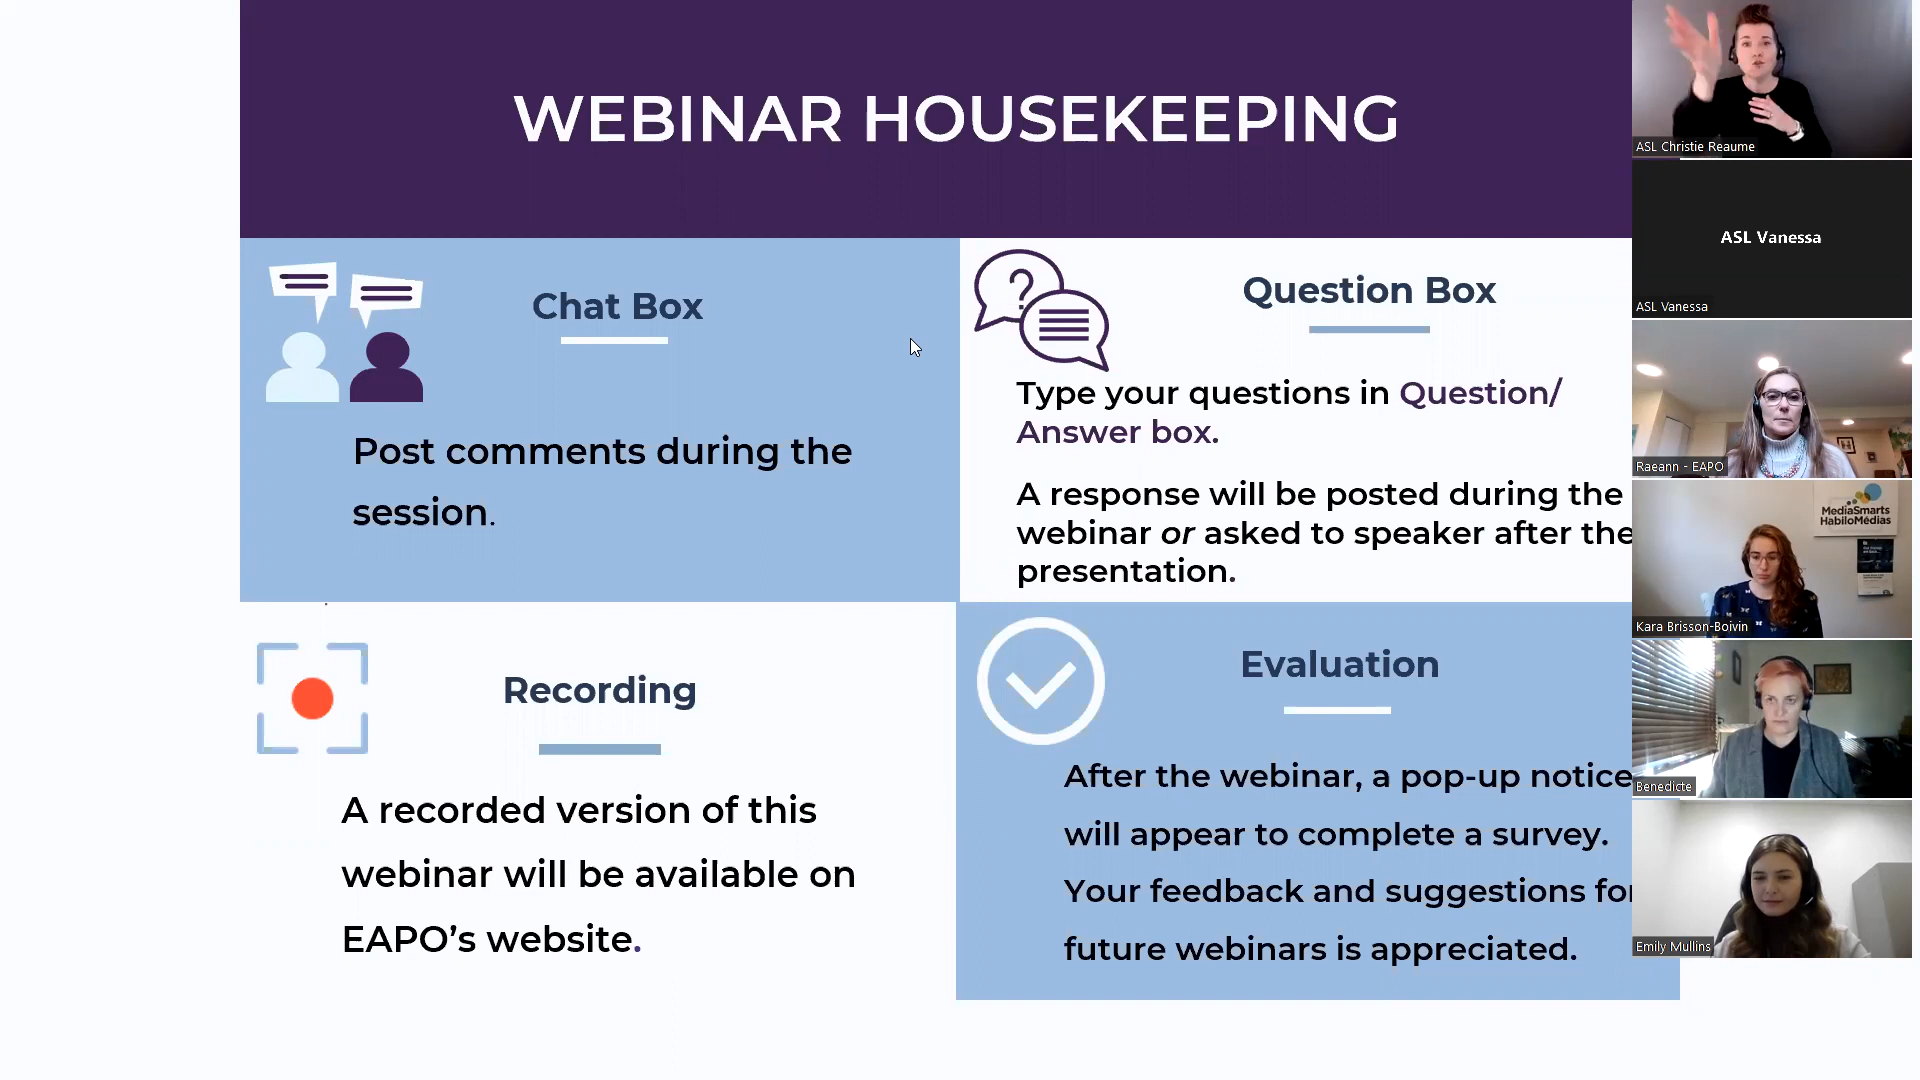 WEBINAR HOUSEKEEPING
Chat Box
Post comments during the
session.
Question Box
Type your questions in Question/
Answer box.
A response will be posted during the
webinar or asked to speaker after the
presentation.
Recording
A recorded version of this
webinar will be available on
EAPO's website.
Evaluation
After the webinar, a pop-up notice
will appear to complete a survey.
Your feedback and suggestions for
future webinars is appreciated.
ASL Christie Reaume
ASL Vanessa
ASL Vanessa
Raeann - EAPO
MediaSmarts
HabiloMédias
Kara Brisson-Boivin
Benedicte
Emily Mullins